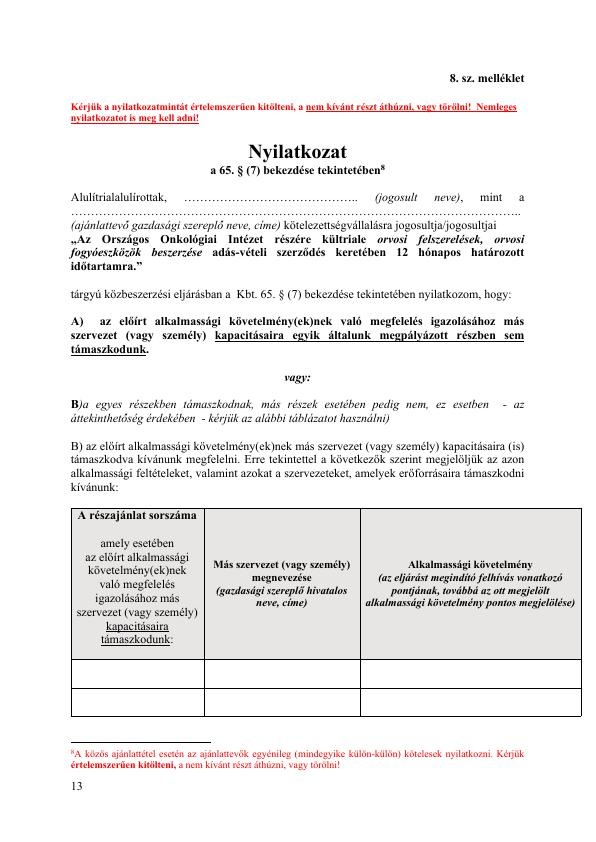 8. sz. melléklet
Kérjük a nyilatkozatmintát értelemszerűen kitölteni, a nem kívánt részt áthúzni, vagy törölni!  Nemleges
nyilatkozatot is meg kell adni!
Nyilatkozat
a 65. § (7) bekezdése tekintetében8
Alulítrialalulírottak, …………………………………….. (jogosult neve), mint a
…………………………………………………………………………………………………..
(ajánlattevő gazdasági szereplő neve, címe) kötelezettségvállalásra jogosultja/jogosultjai
„Az Országos Onkológiai Intézet részére kültriale orvosi felszerelések, orvosi
fogyóeszközök beszerzése adás-vételi szerződés keretében 12 hónapos határozott
időtartamra.”
tárgyú közbeszerzési eljárásban a  Kbt. 65. § (7) bekezdése tekintetében nyilatkozom, hogy:
A) az előírt alkalmassági követelmény(ek)nek való megfelelés igazolásához más
szervezet (vagy személy) kapacitásaira egyik általunk megpályázott részben sem
támaszkodunk.
vagy:
B)a egyes részekben támaszkodnak, más részek esetében pedig nem, ez esetben  - az
áttekinthetőség érdekében  - kérjük az alábbi táblázatot használni)
B) az előírt alkalmassági követelmény(ek)nek más szervezet (vagy személy) kapacitásaira (is)
támaszkodva kívánunk megfelelni. Erre tekintettel a következők szerint megjelöljük az azon
alkalmassági feltételeket, valamint azokat a szervezeteket, amelyek erőforrásaira támaszkodni
kívánunk:
A részajánlat sorszáma
amely esetében
az előírt alkalmassági
követelmény(ek)nek
való megfelelés
igazolásához más
szervezet (vagy személy)
kapacitásaira
támaszkodunk:
Más szervezet (vagy személy)
megnevezése
(gazdasági szereplő hivatalos
neve, címe)
Alkalmassági követelmény
(az eljárást megindító felhívás vonatkozó
pontjának, továbbá az ott megjelölt
alkalmassági követelmény pontos megjelölése)
8A közös ajánlattétel esetén az ajánlattevők egyénileg (mindegyike külön-külön) kötelesek nyilatkozni. Kérjük
értelemszerűen kitölteni, a nem kívánt részt áthúzni, vagy törölni!
13